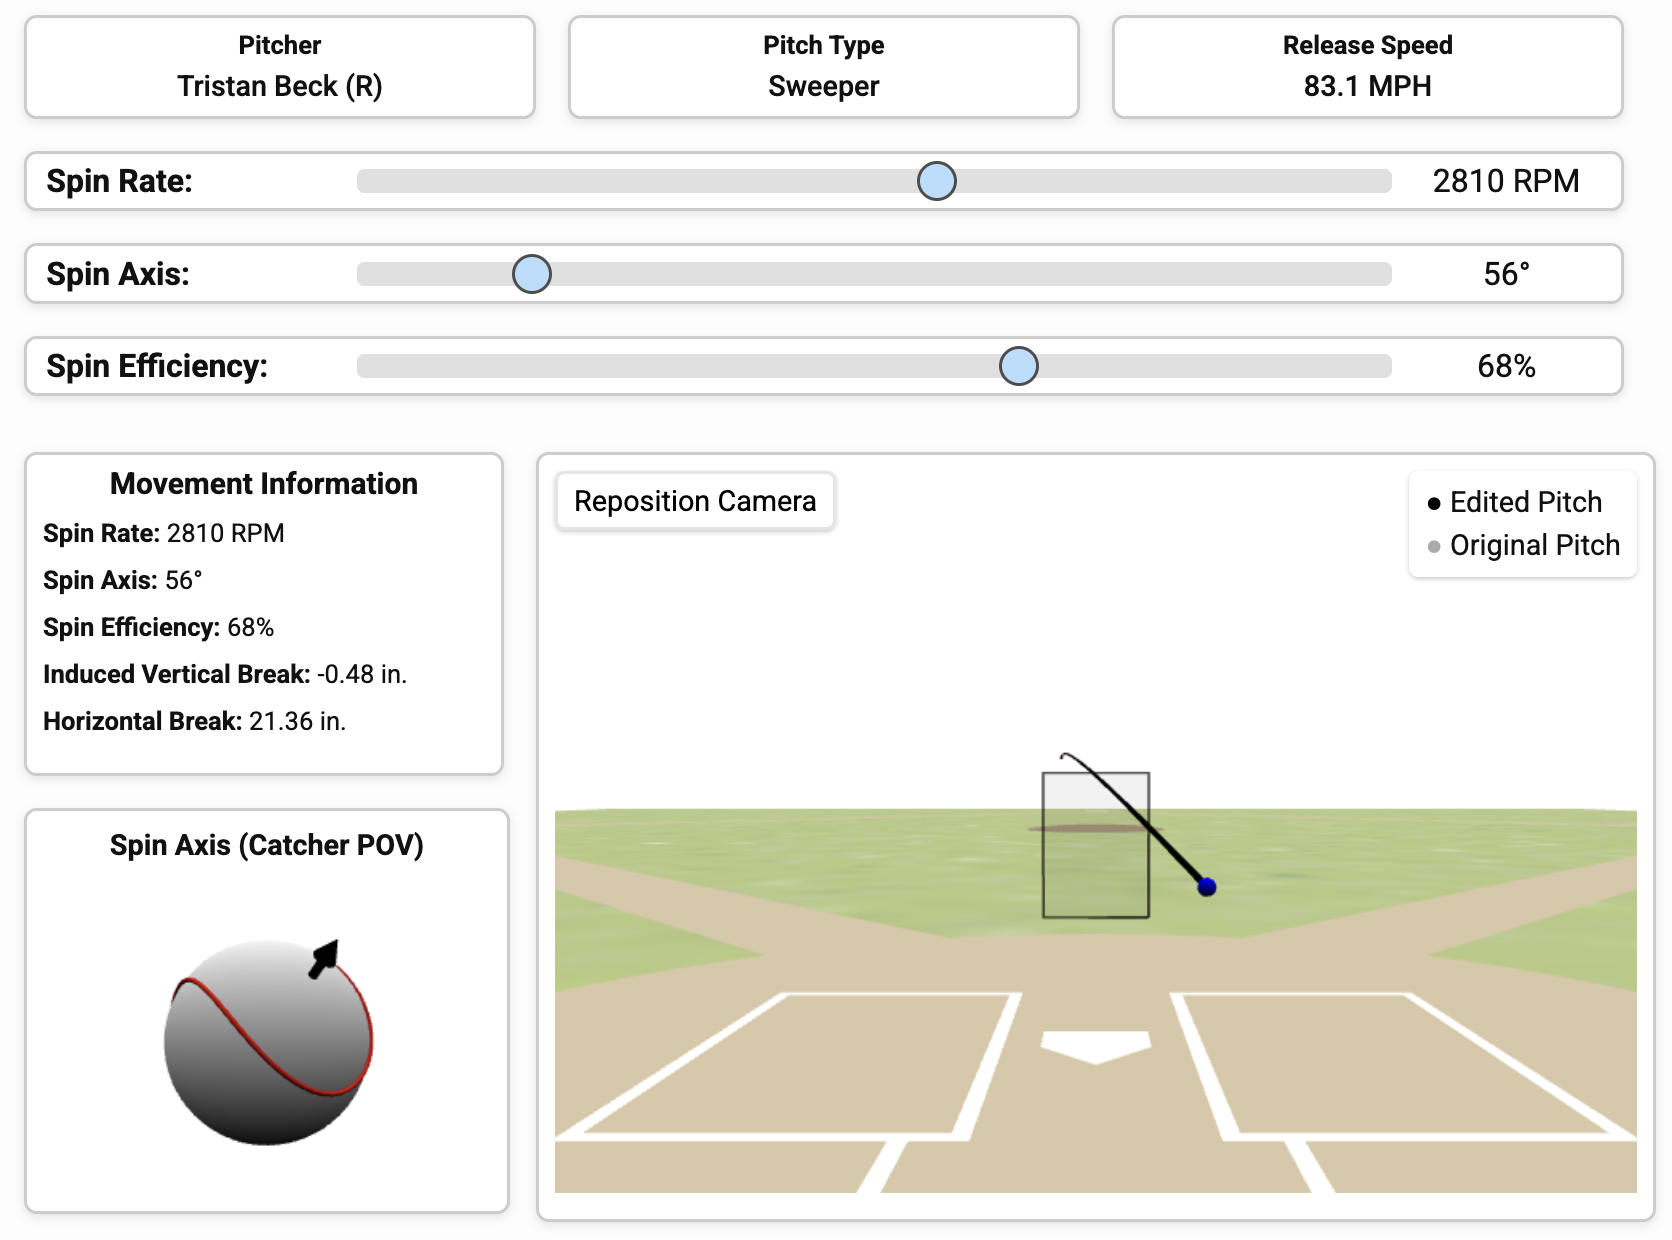 Pitcher
Tristan Beck (R)
Pitch Type
Sweeper
Release Speed
83.1 MPH
Spin Rate: 2810 RPM
Spin Axis: 56°
Spin Efficiency: 68%
Movement Information
Spin Rate: 2810 RPM
Spin Axis: 56°
Spin Efficiency: 68%
Induced Vertical Break: -0.48 in.
Horizontal Break: 21.36 in.
Spin Axis (Catcher POV)
Reposition Camera
Edited Pitch
Original Pitch